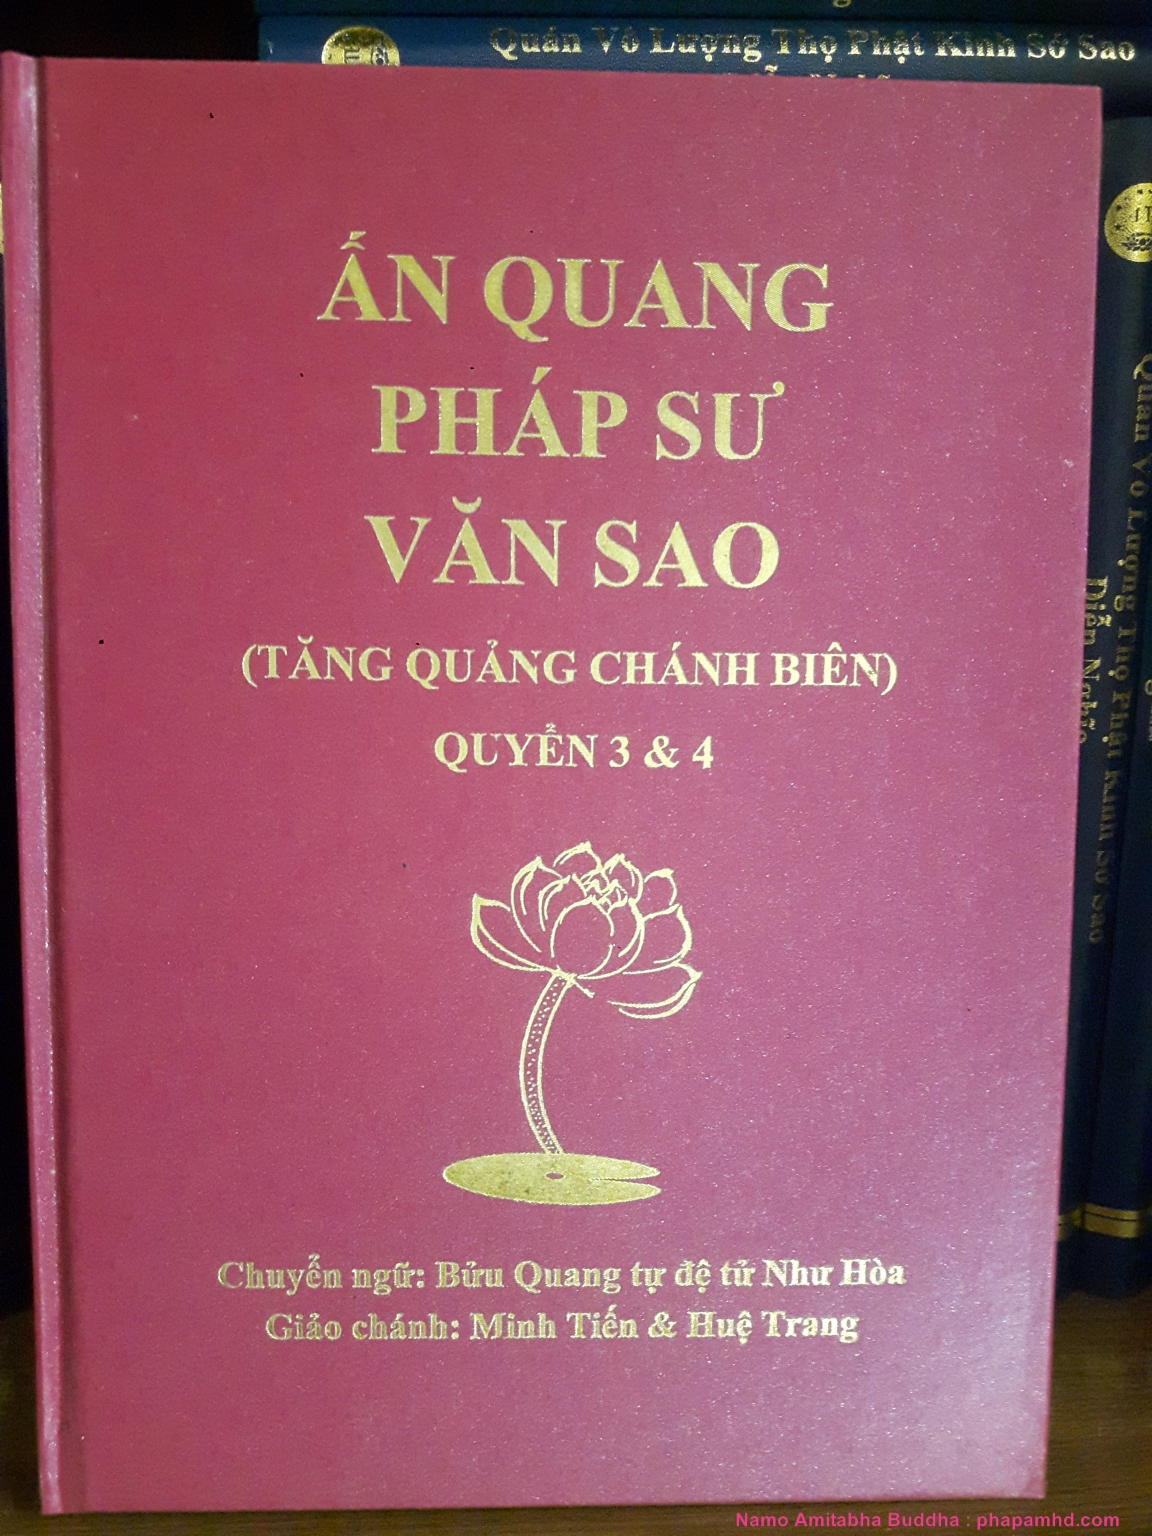 Quán Vô Lượng Thọ Phật Kinh Sớ Sao
ẤN QUANG
PHÁP SƯ
VĂN SAO
(TĂNG QUẢNG CHÁNH BIÊN)
QUYỂN 3 & 4
Chuyển ngữ: Bửu Quang tự đệ tử Như Hòa
Giảo chánh: Minh Tiến & Huệ Trang
Quán Vô Lượng Thọ Phật Kinh Sớ Sao
Diễn Nghĩa
Namo Amitabha Buddha : phapamhd.com